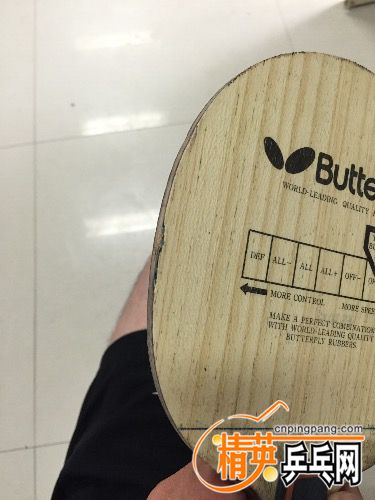 Butte
WORLD-LEADING QUALITY
DEF ALL- ALL ALL+ OFF-
MORE CONTROL MORE SPEE
MAKE A PERFECT COMBINATION
WITH WORLD-LEADING QUALITY
BUTTERFLY RUBBERS.
cnpingpang.com
精英乒乓网